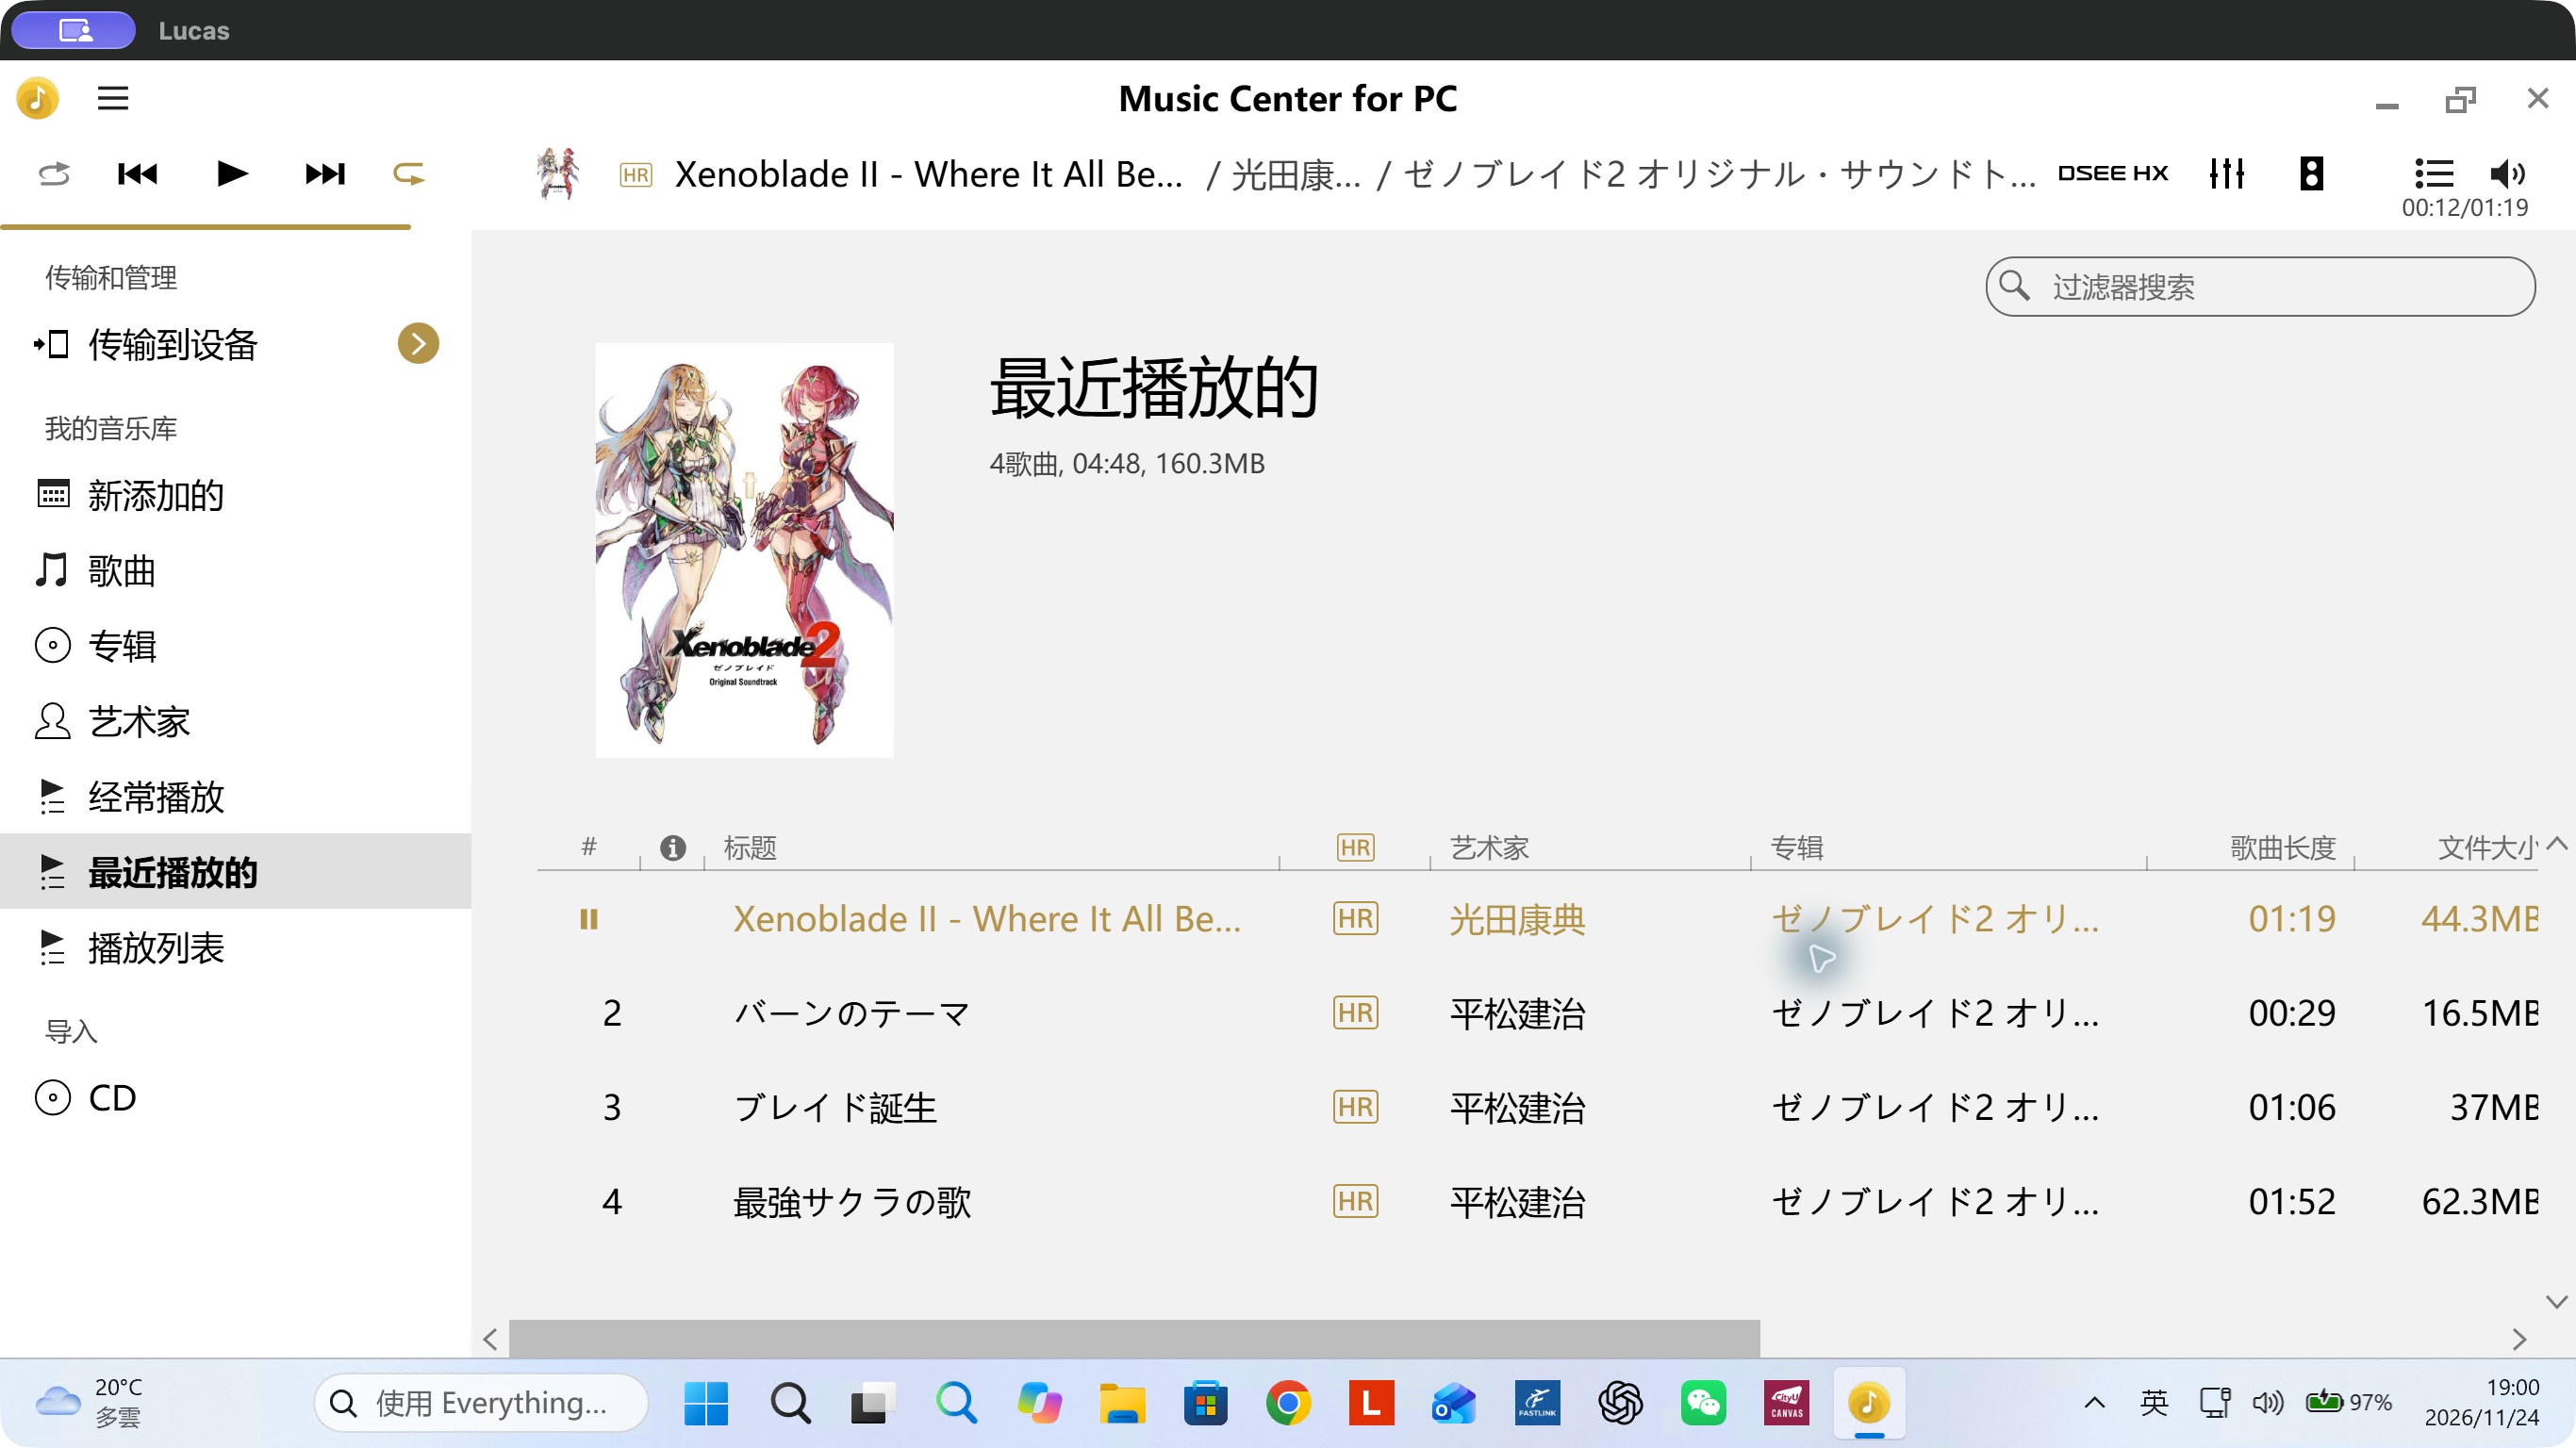 Lucas
Music Center for PC
HR Xenoblade II - Where It All Be... / 光田康... / ゼノブレイド2 オリジナル・サウンドト... DSEE HX
00:12/01:19
传输和管理
传输到设备
我的音乐库
新添加的
歌曲
专辑
艺术家
经常播放
最近播放的
播放列表
导入
CD
过滤器搜索
Xenoblade2
ゼノブレイド
Original Soundtrack
最近播放的
4歌曲, 04:48, 160.3MB
# 标题 HR 艺术家 专辑 歌曲长度 文件大小
Xenoblade II - Where It All Be... HR 光田康典 ゼノブレイド2 オリ... 01:19 44.3MB
2 バーンのテーマ HR 平松建治 ゼノブレイド2 オリ... 00:29 16.5MB
3 ブレイド誕生 HR 平松建治 ゼノブレイド2 オリ... 01:06 37MB
4 最強サクラの歌 HR 平松建治 ゼノブレイド2 オリ... 01:52 62.3MB
20°C
多雲
使用 Everything...
L
FASTLINK
CityU
CANVAS
英
97%
19:00
2026/11/24